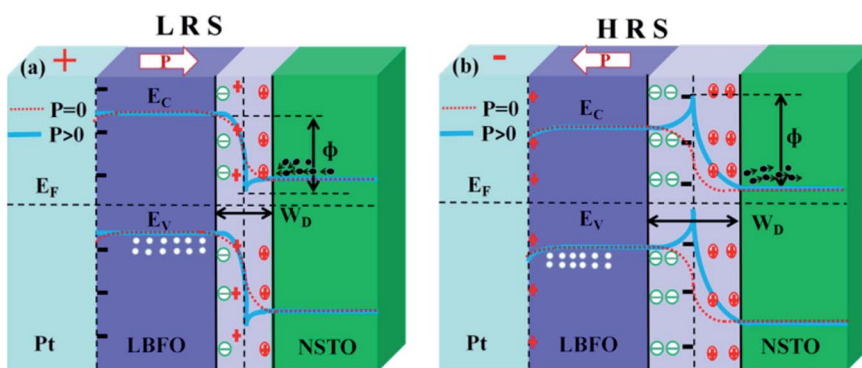 L R S
H R S
(a)
+
P
E_C
P=0
P>0
ϕ
E_F
E_V
W_D
Pt
LBFO
NSTO
(b)
-
P
E_C
P=0
P>0
ϕ
E_F
E_V
W_D
Pt
LBFO
NSTO